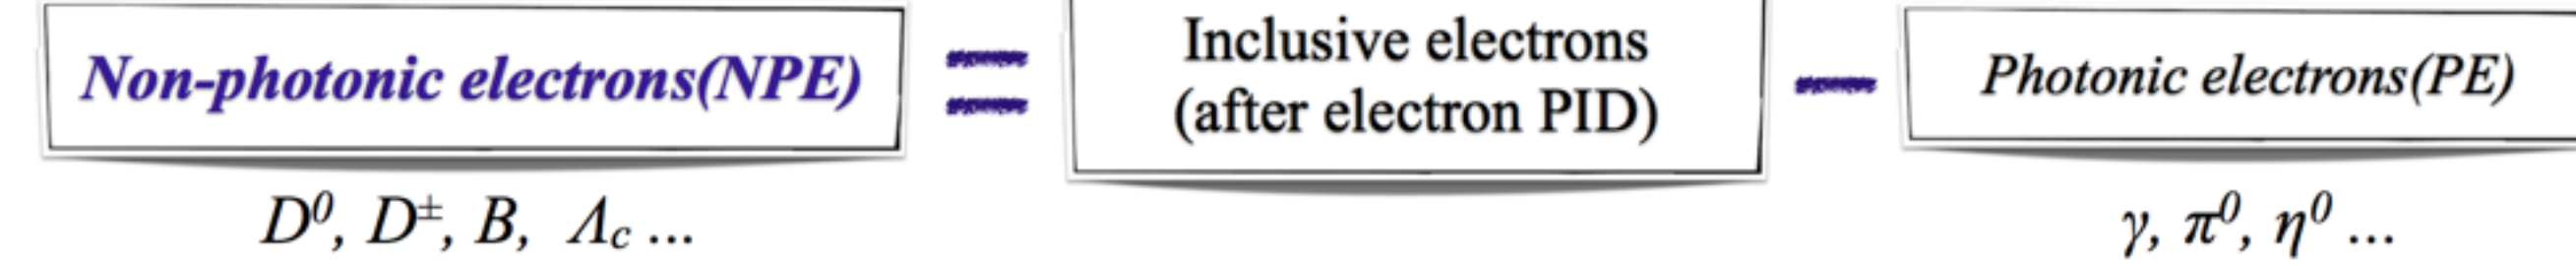 Non-photonic electrons(NPE) = Inclusive electrons
(after electron PID) - Photonic electrons(PE)
D⁰, D±, B, Λc ...
γ, π⁰, η⁰ ...